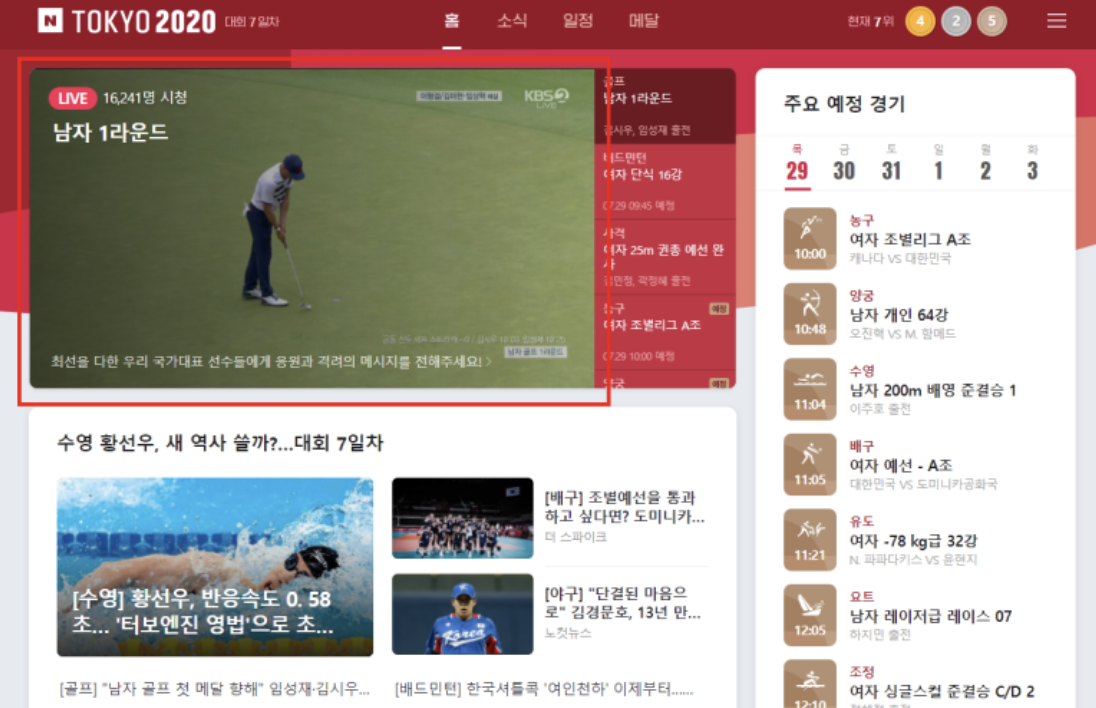 N TOKYO 2020 대회 7일차
홈 소식 일정 메달
현재 7위 4 2 5
LIVE 16,241명 시청
KBS2
LIVE
남자 1라운드
최선을 다한 우리 국가대표 선수들에게 응원과 격려의 메시지를 전해주세요! >
남자 골프 1라운드
골프
남자 1라운드
김시우, 임성재 출전
배드민턴
여자 단식 16강
07.29 09:45 예정
사격
여자 25m 권총 예선 완
사
김민정, 곽정혜 출전
농구 예정
여자 조별리그 A조
07.29 10:00 예정
양궁 예정
주요 예정 경기
목 금 토 일 월 화
29 30 31 1 2 3
농구
10:00 여자 조별리그 A조
캐나다 VS 대한민국
양궁
10:48 남자 개인 64강
오진혁 VS M. 함메드
수영
11:04 남자 200m 배영 준결승 1
이주호 출전
배구
11:05 여자 예선 - A조
대한민국 VS 도미니카공화국
유도
11:21 여자 -78 kg급 32강
N. 파파다키스 VS 윤현지
요트
12:05 남자 레이저급 레이스 07
하지민 출전
조정
12:10 여자 싱글스컬 준결승 C/D 2
수영 황선우, 새 역사 쓸까?...대회 7일차
[수영] 황선우, 반응속도 0. 58
초... '터보엔진 영법'으로 초...
[배구] 조별예선을 통과
하고 싶다면? 도미니카...
더 스파이크
[야구] "단결된 마음으
로" 김경문호, 13년 만...
노컷뉴스
Korea
[골프] "남자 골프 첫 메달 향해" 임성재·김시우...
[배드민턴] 한국셔틀콕 '여인천하' 이제부터......